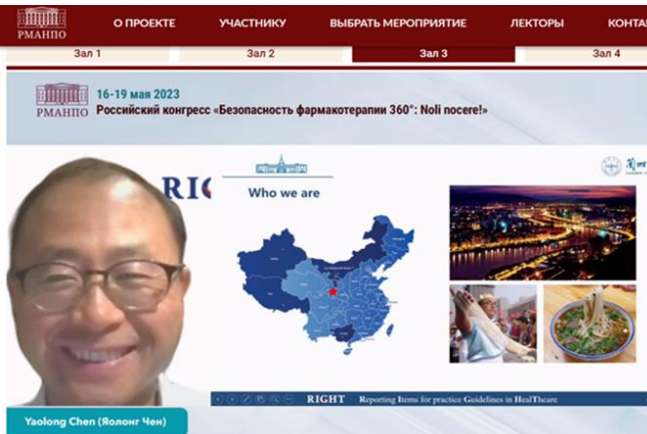 РМАНПО
О ПРОЕКТЕ
УЧАСТНИКУ
ВЫБРАТЬ МЕРОПРИЯТИЕ
ЛЕКТОРЫ
Зал 1
Зал 2
Зал 3
Зал 4
РМАНПО
16-19 мая 2023
Российский конгресс «Безопасность фармакотерапии 360°: Noli nocere!»
Who we are
RIGHT Reporting Items for practice Guidelines in HealThcare
Yaolong Chen (Яолонг Чен)